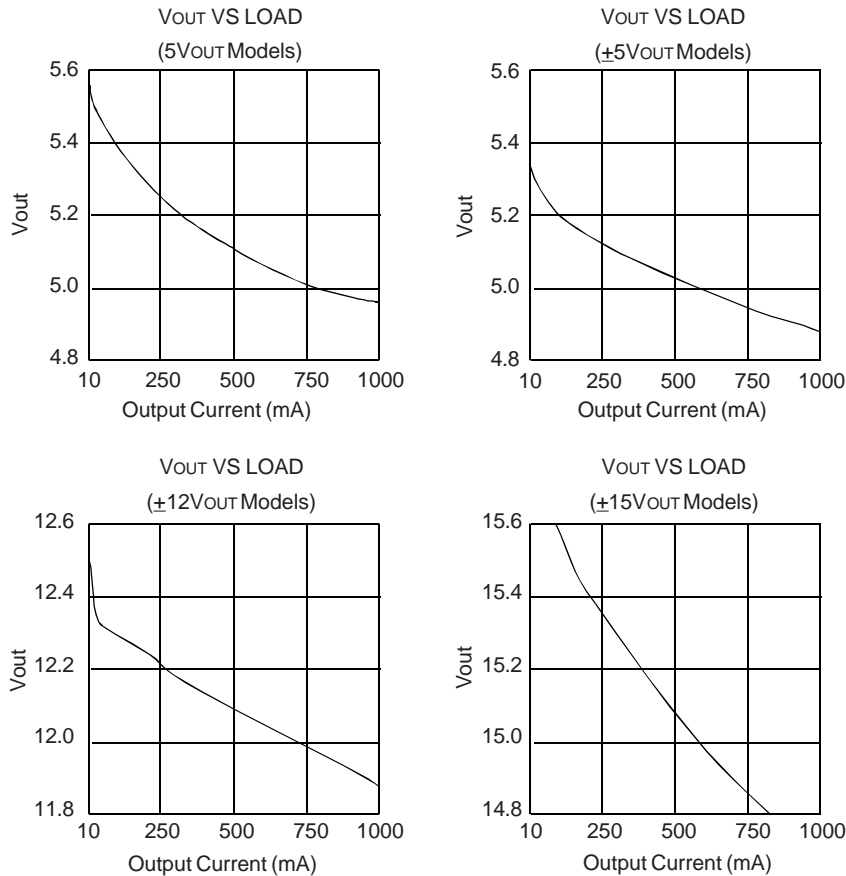 VOUT VS LOAD
(5VOUT Models)
5.6
5.4
5.2
5.0
4.8
Vout
10 250 500 750 1000
Output Current (mA)
VOUT VS LOAD
(±5VOUT Models)
5.6
5.4
5.2
5.0
4.8
Vout
10 250 500 750 1000
Output Current (mA)
VOUT VS LOAD
(±12VOUT Models)
12.6
12.4
12.2
12.0
11.8
Vout
10 250 500 750 1000
Output Current (mA)
VOUT VS LOAD
(±15VOUT Models)
15.6
15.4
15.2
15.0
14.8
Vout
10 250 500 750 1000
Output Current (mA)